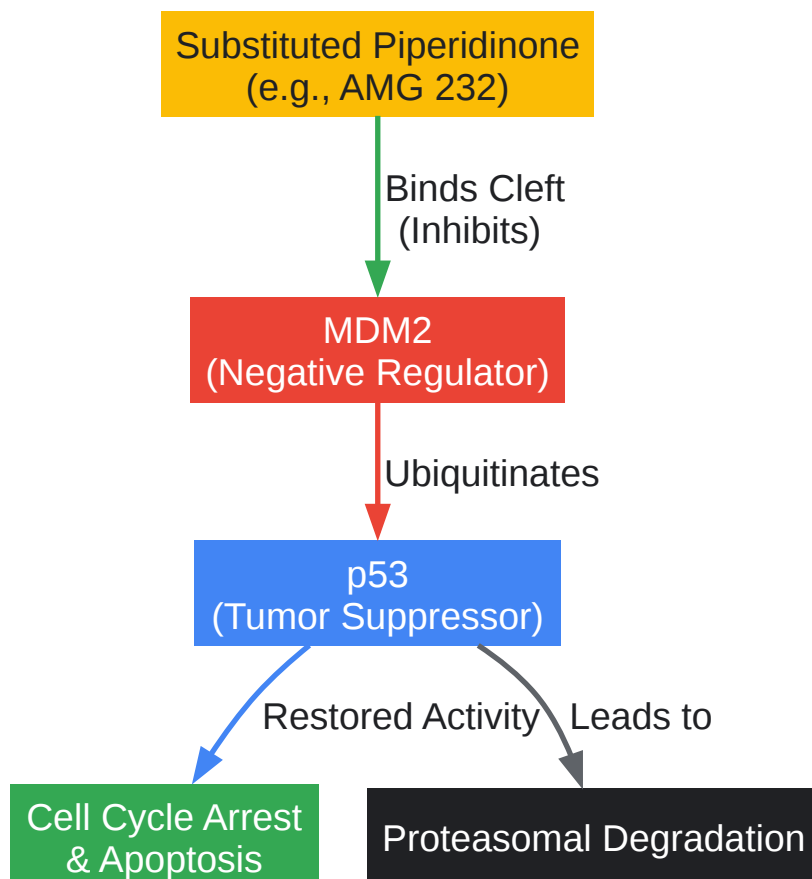 Substituted Piperidinone
(e.g., AMG 232)
Binds Cleft
(Inhibits)
MDM2
(Negative Regulator)
Ubiquitinates
p53
(Tumor Suppressor)
Restored Activity
Leads to
Cell Cycle Arrest
& Apoptosis
Proteasomal Degradation